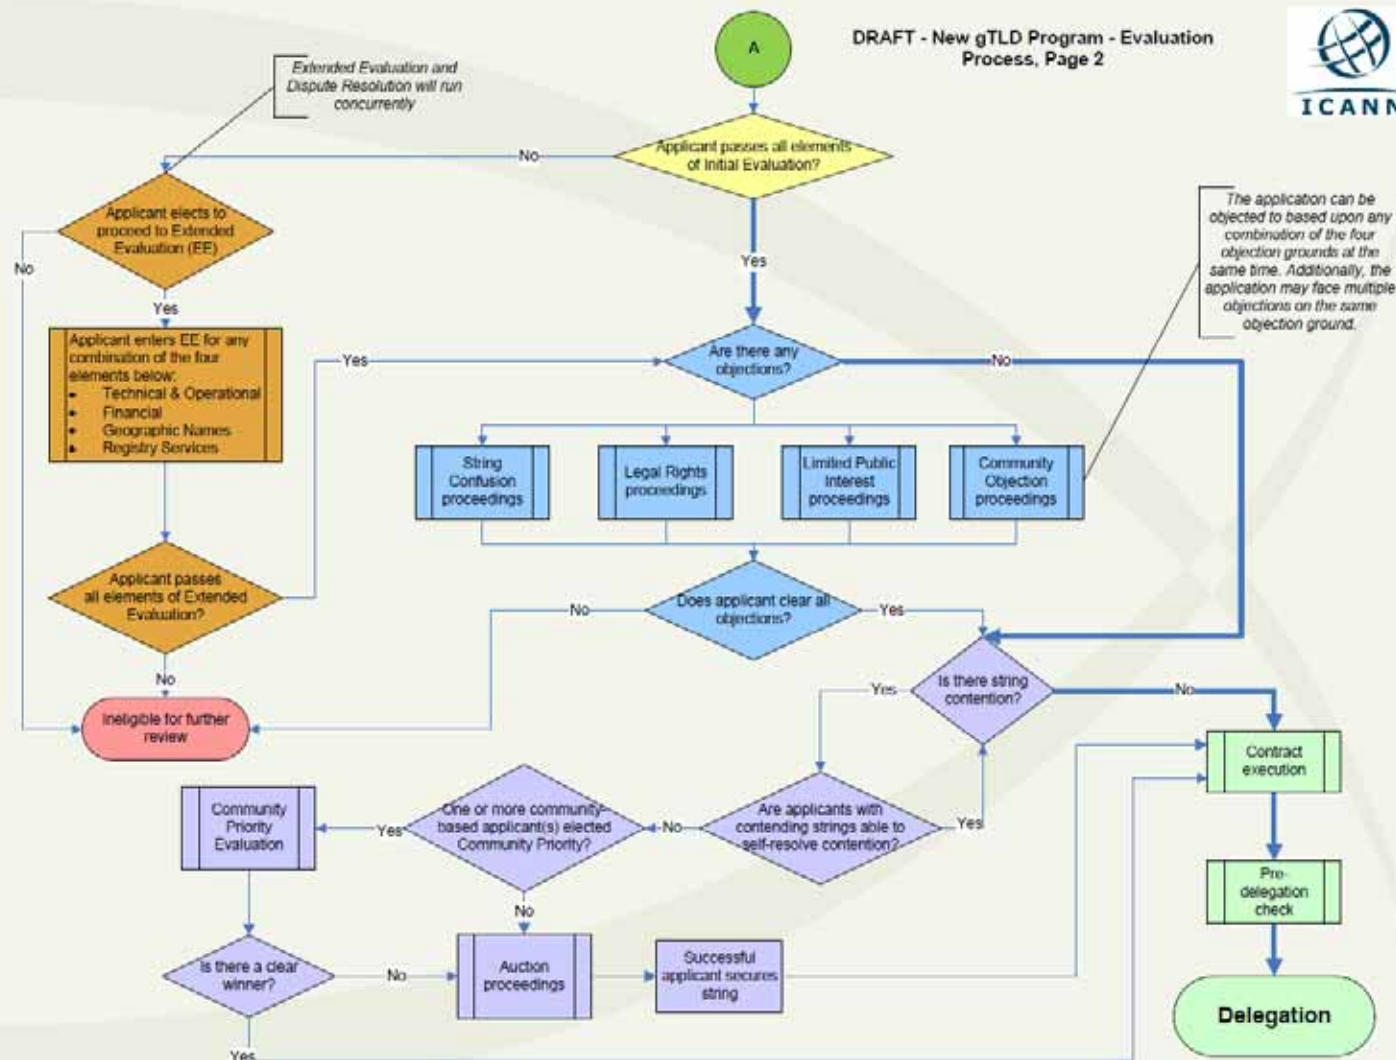 A
DRAFT - New gTLD Program - Evaluation
Process, Page 2
ICANN
Extended Evaluation and
Dispute Resolution will run
concurrently
Applicant passes all elements
of Initial Evaluation?
No
Yes
Applicant elects to
proceed to Extended
Evaluation (EE)
No
Yes
The application can be
objected to based upon any
combination of the four
objection grounds at the
same time. Additionally, the
application may face multiple
objections on the same
objection ground.
Applicant enters EE for any
combination of the four
elements below:
• Technical & Operational
• Financial
• Geographic Names
• Registry Services
Yes
Are there any
objections?
No
String
Confusion
proceedings
Legal Rights
proceedings
Limited Public
Interest
proceedings
Community
Objection
proceedings
Applicant passes
all elements of Extended
Evaluation?
No
Does applicant clear all
objections?
No
Yes
Ineligible for further
review
Is there string
contention?
Yes
No
Contract
execution
Community
Priority
Evaluation
Yes
One or more community-
based applicant(s) elected
Community Priority?
No
No
Are applicants with
contending strings able to
self-resolve contention?
Yes
Pre-
delegation
check
Is there a clear
winner?
No
Yes
Auction
proceedings
Successful
applicant secures
string
Delegation